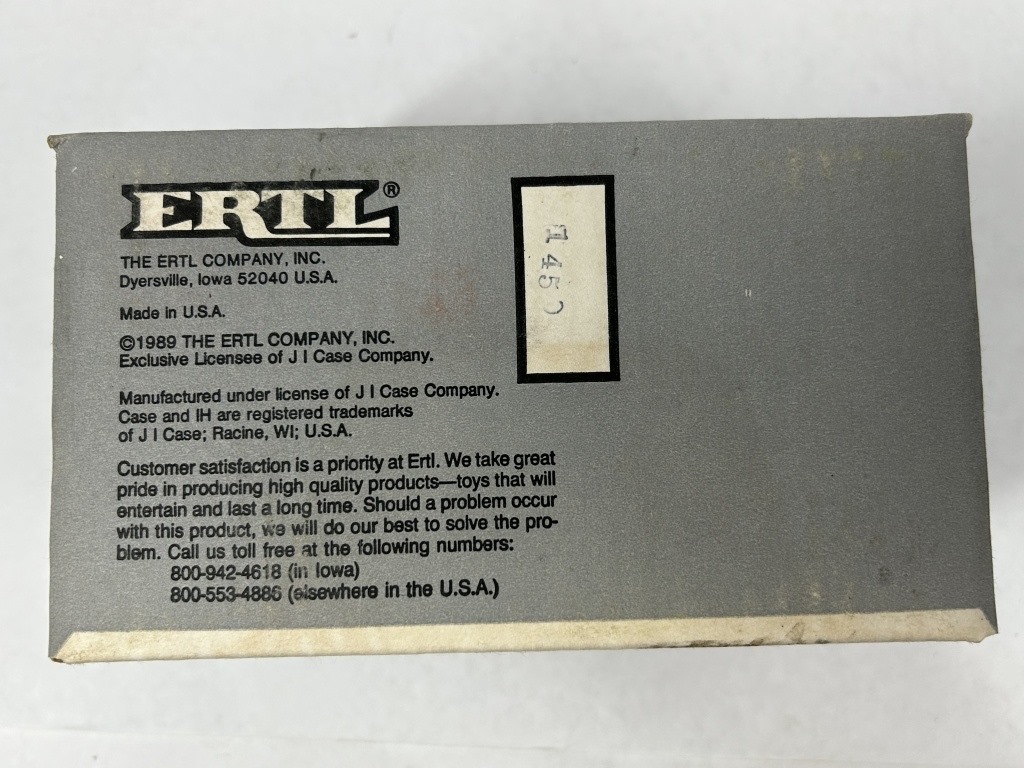 ERTL®
THE ERTL COMPANY, INC.
Dyersville, Iowa 52040 U.S.A.
Made in U.S.A.
©1989 THE ERTL COMPANY, INC.
Exclusive Licensee of J I Case Company.
Manufactured under license of J I Case Company.
Case and IH are registered trademarks
of J I Case; Racine, WI; U.S.A.
Customer satisfaction is a priority at Ertl. We take great
pride in producing high quality products—toys that will
entertain and last a long time. Should a problem occur
with this product, we will do our best to solve the pro-
blem. Call us toll free at the following numbers:
800-942-4618 (in Iowa)
800-553-4886 (elsewhere in the U.S.A.)